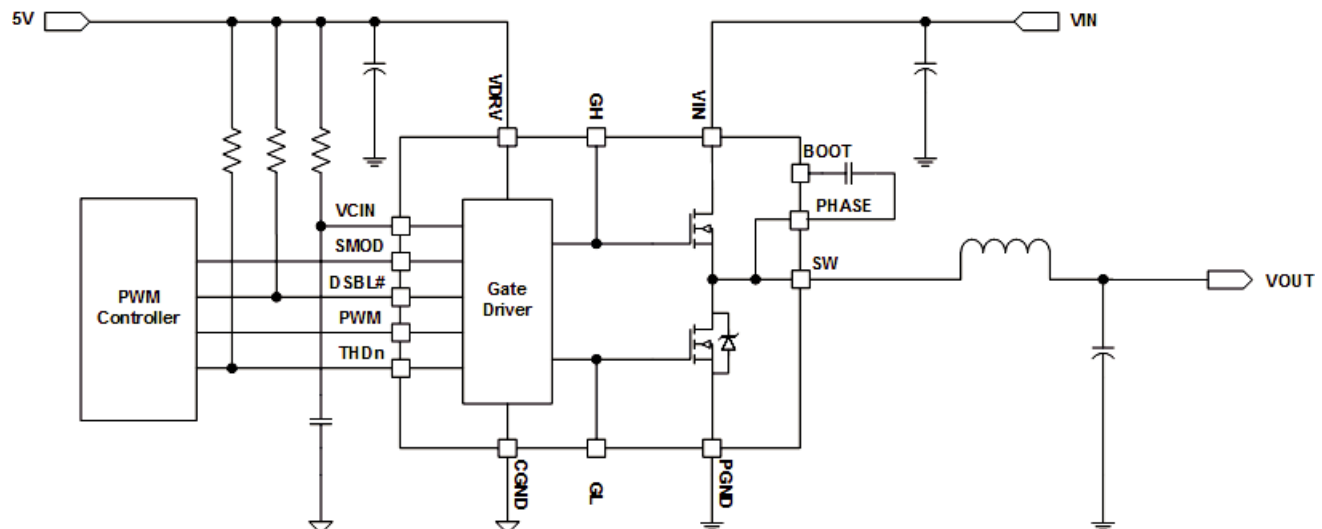 5V
VIN
VDRV
GH
VIN
BOOT
PHASE
VCIN
SMOD
DSBL#
PWM
THDn
SW
PWM
Controller
Gate
Driver
VOUT
CGND
GL
PGND